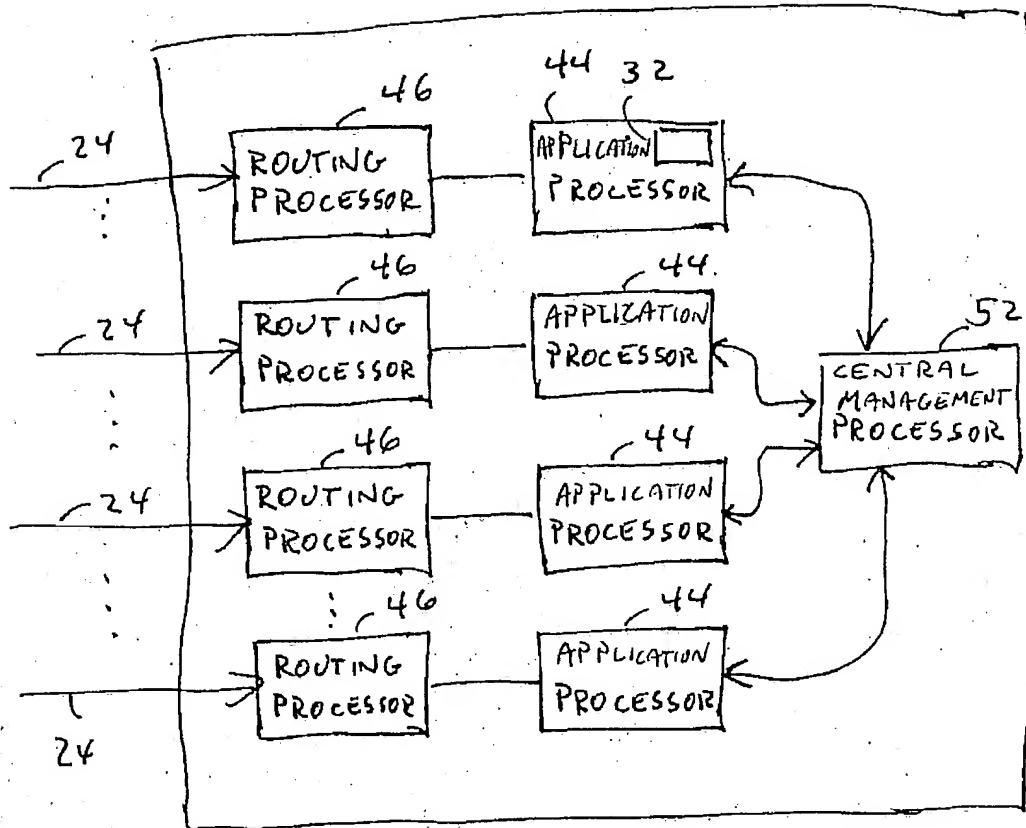 46
44 32
24
ROUTING
PROCESSOR
APPLICATION
PROCESSOR
46
44
24
ROUTING
PROCESSOR
APPLICATION
PROCESSOR
52
CENTRAL
MANAGEMENT
PROCESSOR
46
44
24
ROUTING
PROCESSOR
APPLICATION
PROCESSOR
46
44
ROUTING
PROCESSOR
APPLICATION
PROCESSOR
24